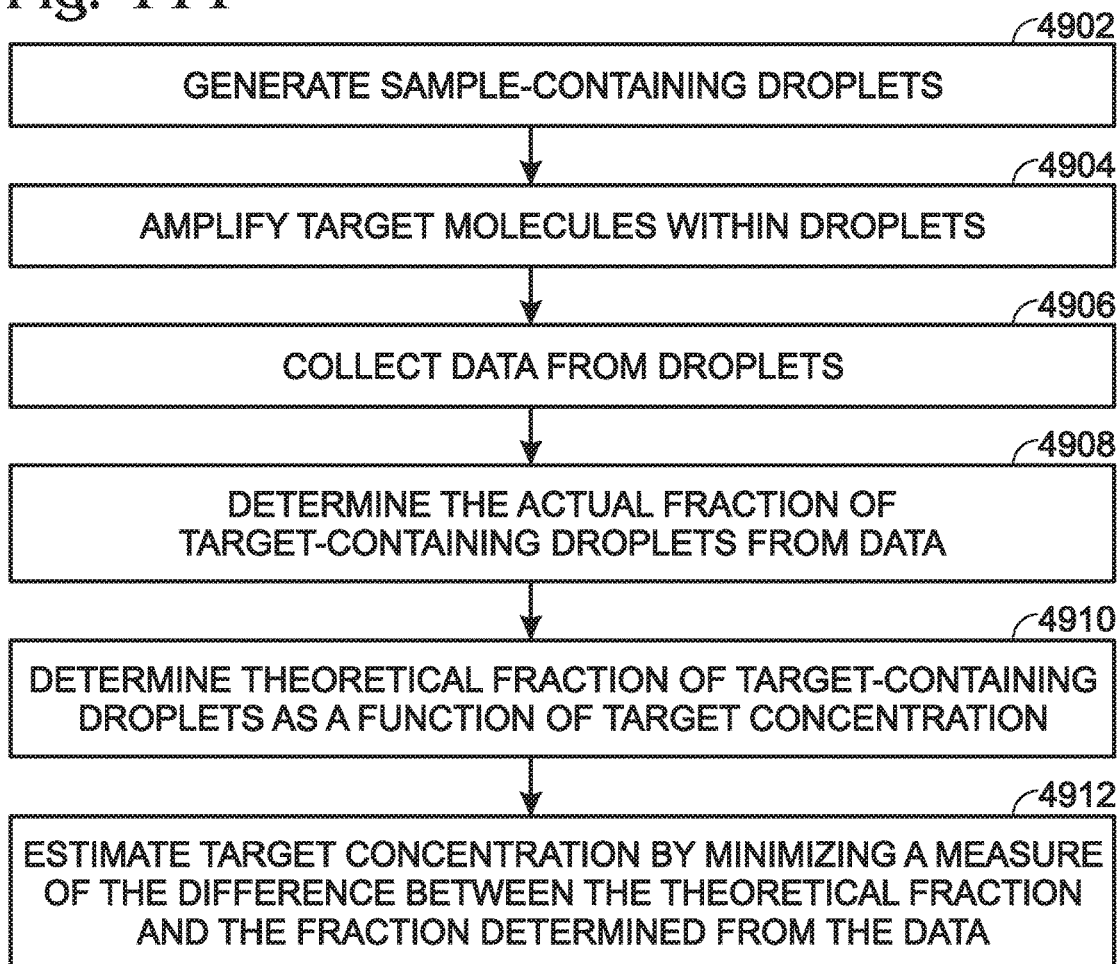 Fig.
4902
GENERATE SAMPLE-CONTAINING DROPLETS
4904
AMPLIFY TARGET MOLECULES WITHIN DROPLETS
4906
COLLECT DATA FROM DROPLETS
4908
DETERMINE THE ACTUAL FRACTION OF
TARGET-CONTAINING DROPLETS FROM DATA
4910
DETERMINE THEORETICAL FRACTION OF TARGET-CONTAINING
DROPLETS AS A FUNCTION OF TARGET CONCENTRATION
4912
ESTIMATE TARGET CONCENTRATION BY MINIMIZING A MEASURE
OF THE DIFFERENCE BETWEEN THE THEORETICAL FRACTION
AND THE FRACTION DETERMINED FROM THE DATA